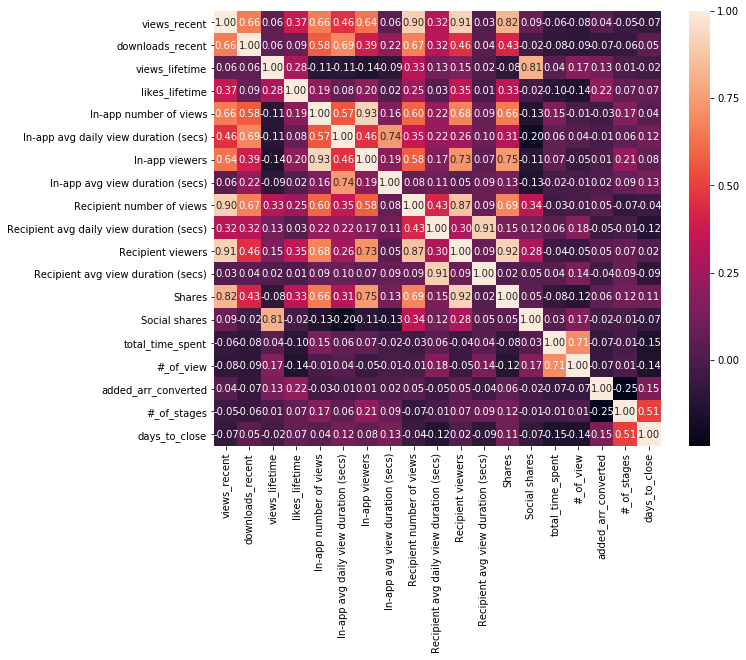 views_recent 1.00 0.66 0.06 0.37 0.66 0.46 0.64 0.06 0.90 0.32 0.91 0.03 0.82 0.09 -0.06 -0.08 0.04 -0.05 -0.07
downloads_recent 0.66 1.00 0.06 0.09 0.58 0.69 0.39 0.22 0.67 0.32 0.46 0.04 0.43 -0.02 -0.08 -0.09 -0.07 -0.06 0.05
views_lifetime 0.06 0.06 1.00 0.28 -0.11 -0.11 -0.14 -0.09 0.33 0.13 0.15 0.02 -0.08 0.81 0.04 0.17 0.13 0.01 -0.02
likes_lifetime 0.37 0.09 0.28 1.00 0.19 0.08 0.20 0.02 0.25 0.03 0.35 0.01 0.33 -0.02 -0.10 -0.14 0.22 0.07 0.07
In-app number of views 0.66 0.58 -0.11 0.19 1.00 0.57 0.93 0.16 0.60 0.22 0.68 0.09 0.66 -0.13 0.15 -0.01 -0.03 0.17 0.04
In-app avg daily view duration (secs) 0.46 0.69 -0.11 0.08 0.57 1.00 0.46 0.74 0.35 0.22 0.26 0.10 0.31 -0.20 0.06 0.04 -0.01 0.06 0.12
In-app viewers 0.64 0.39 -0.14 0.20 0.93 0.46 1.00 0.19 0.58 0.17 0.73 0.07 0.75 -0.11 0.07 -0.05 0.01 0.21 0.08
In-app avg view duration (secs) 0.06 0.22 -0.09 0.02 0.16 0.74 0.19 1.00 0.08 0.11 0.05 0.09 0.13 -0.13 -0.02 -0.01 0.02 0.09 0.13
Recipient number of views 0.90 0.67 0.33 0.25 0.60 0.35 0.58 0.08 1.00 0.43 0.87 0.09 0.69 0.34 -0.03 -0.01 0.05 -0.07 -0.04
Recipient avg daily view duration (secs) 0.32 0.32 0.13 0.03 0.22 0.22 0.17 0.11 0.43 1.00 0.30 0.91 0.15 0.12 0.06 0.18 -0.05 -0.01 -0.12
Recipient viewers 0.91 0.46 0.15 0.35 0.68 0.26 0.73 0.05 0.87 0.30 1.00 0.09 0.92 0.28 -0.04 -0.05 0.05 0.07 0.02
Recipient avg view duration (secs) 0.03 0.04 0.02 0.01 0.09 0.10 0.07 0.09 0.09 0.91 0.09 1.00 0.02 0.05 0.04 0.14 -0.04 0.09 -0.09
Shares 0.82 0.43 -0.08 0.33 0.66 0.31 0.75 0.13 0.69 0.15 0.92 0.02 1.00 0.05 -0.08 -0.12 0.06 0.12 0.11
Social shares 0.09 -0.02 0.81 -0.02 -0.13 -0.20 -0.11 -0.13 0.34 0.12 0.28 0.05 0.05 1.00 0.03 0.17 -0.02 -0.01 -0.07
total_time_spent -0.06 -0.08 0.04 -0.10 0.15 0.06 0.07 -0.02 -0.03 0.06 -0.04 0.04 -0.08 0.03 1.00 0.71 -0.07 -0.01 -0.15
#_of_view -0.08 -0.09 0.17 -0.14 -0.01 0.04 -0.05 -0.01 -0.01 0.18 -0.05 0.14 -0.12 0.17 0.71 1.00 -0.07 0.01 -0.14
added_arr_converted 0.04 -0.07 0.13 0.22 -0.03 -0.01 0.01 0.02 0.05 -0.05 0.05 -0.04 0.06 -0.02 -0.07 -0.07 1.00 -0.25 0.15
#_of_stages -0.05 -0.06 0.01 0.07 0.17 0.06 0.21 0.09 -0.07 -0.01 0.07 0.09 0.12 -0.01 -0.01 0.01 -0.25 1.00 0.51
days_to_close -0.07 0.05 -0.02 0.07 0.04 0.12 0.08 0.13 -0.04 -0.12 0.02 -0.09 0.11 -0.07 -0.15 -0.14 0.15 0.51 1.00
views_recent
downloads_recent
views_lifetime
likes_lifetime
In-app number of views
In-app avg daily view duration (secs)
In-app viewers
In-app avg view duration (secs)
Recipient number of views
Recipient avg daily view duration (secs)
Recipient viewers
Recipient avg view duration (secs)
Shares
Social shares
total_time_spent
#_of_view
added_arr_converted
#_of_stages
days_to_close
1.00
0.75
0.50
0.25
0.00